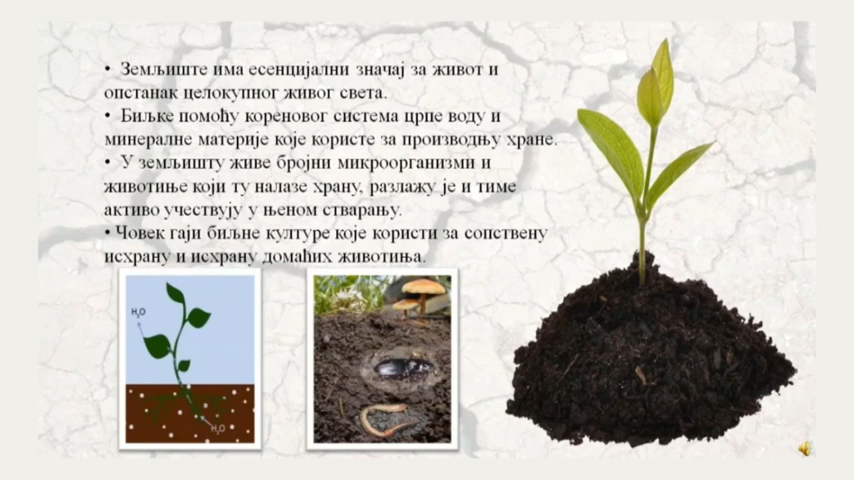 • Земљиште има есенцијални значај за живот и
опстанак целокупног живог света.
• Биљке помоћу кореновог система црпе воду и
минералне материје које користе за производњу хране.
• У земљишту живе бројни микроорганизми и
животиње који ту налазе храну, разлажу је и тиме
активо учествују у њеном стварању.
• Човек гаји биљне културе које користи за сопствену
исхрану и исхрану домаћих животиња.
H₂O
H₂O